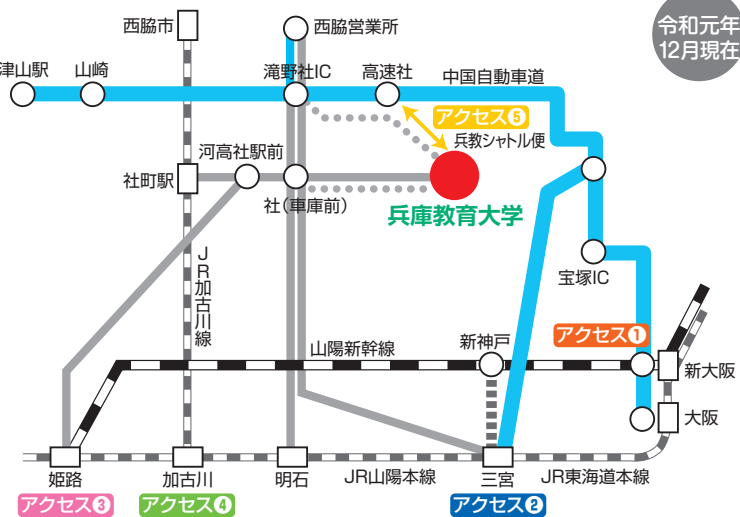 令和元年
12月現在
西脇市
西脇営業所
津山駅
山崎
滝野社IC
高速社
中国自動車道
アクセス❺
兵教シャトル便
河高社駅前
社町駅
社(車庫前)
兵庫教育大学
JR加古川線
宝塚IC
アクセス❶
山陽新幹線
新神戸
新大阪
大阪
姫路
加古川
明石
JR山陽本線
三宮
JR東海道本線
アクセス❸
アクセス❹
アクセス❷